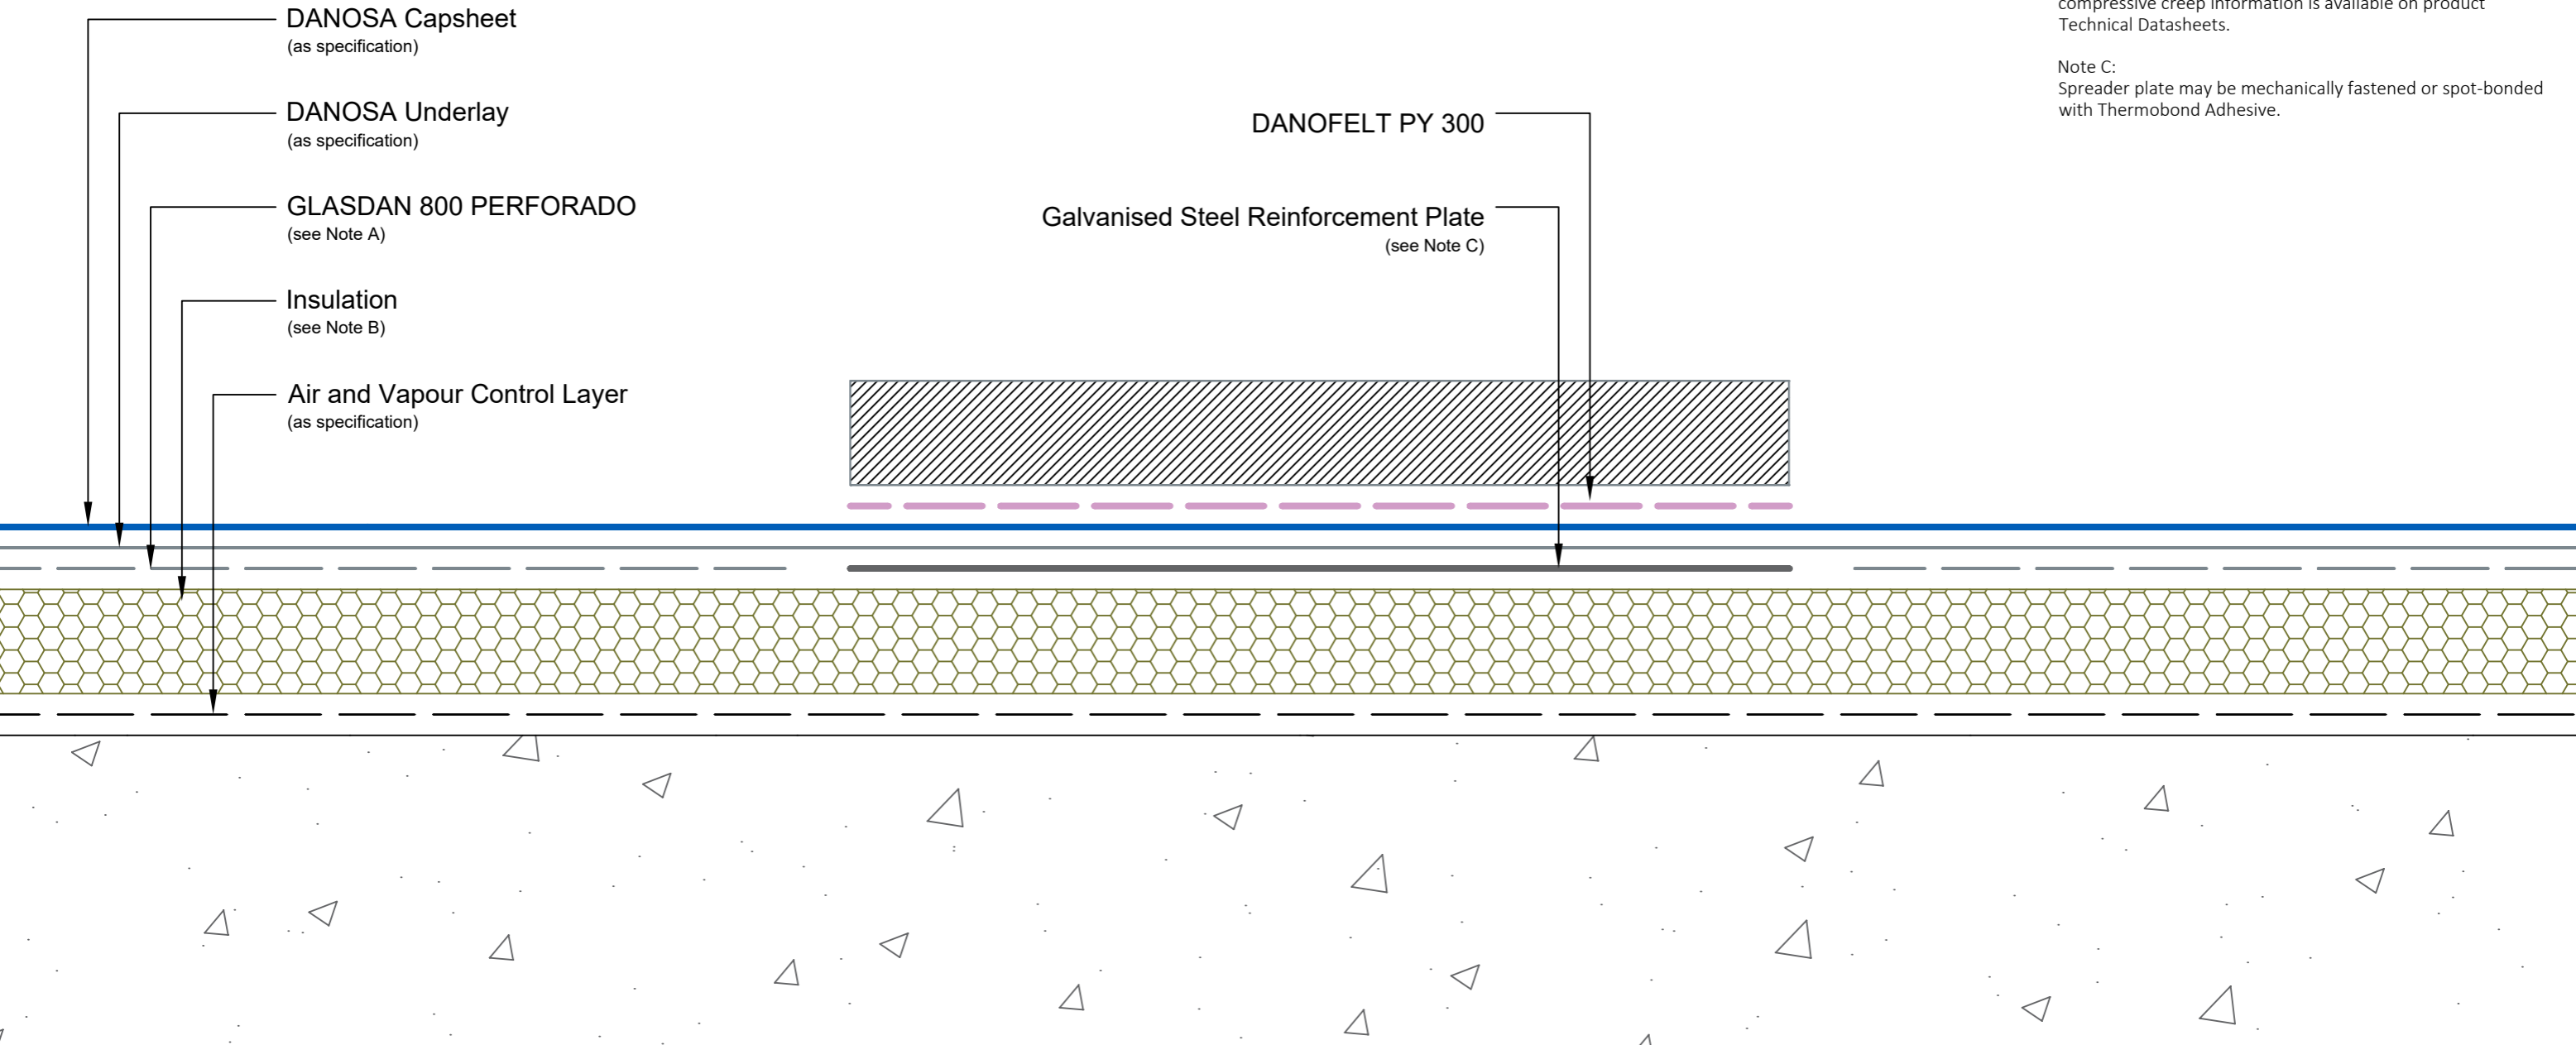 DANOSA Capsheet
(as specification)
DANOSA Underlay
(as specification)
GLASDAN 800 PERFORADO
(see Note A)
Insulation
(see Note B)
Air and Vapour Control Layer
(as specification)
DANOFELT PY 300
Galvanised Steel Reinforcement Plate
(see Note C)
compressive creep information is available on product
Technical Datasheets.
Note C:
Spreader plate may be mechanically fastened or spot-bonded
with Thermobond Adhesive.